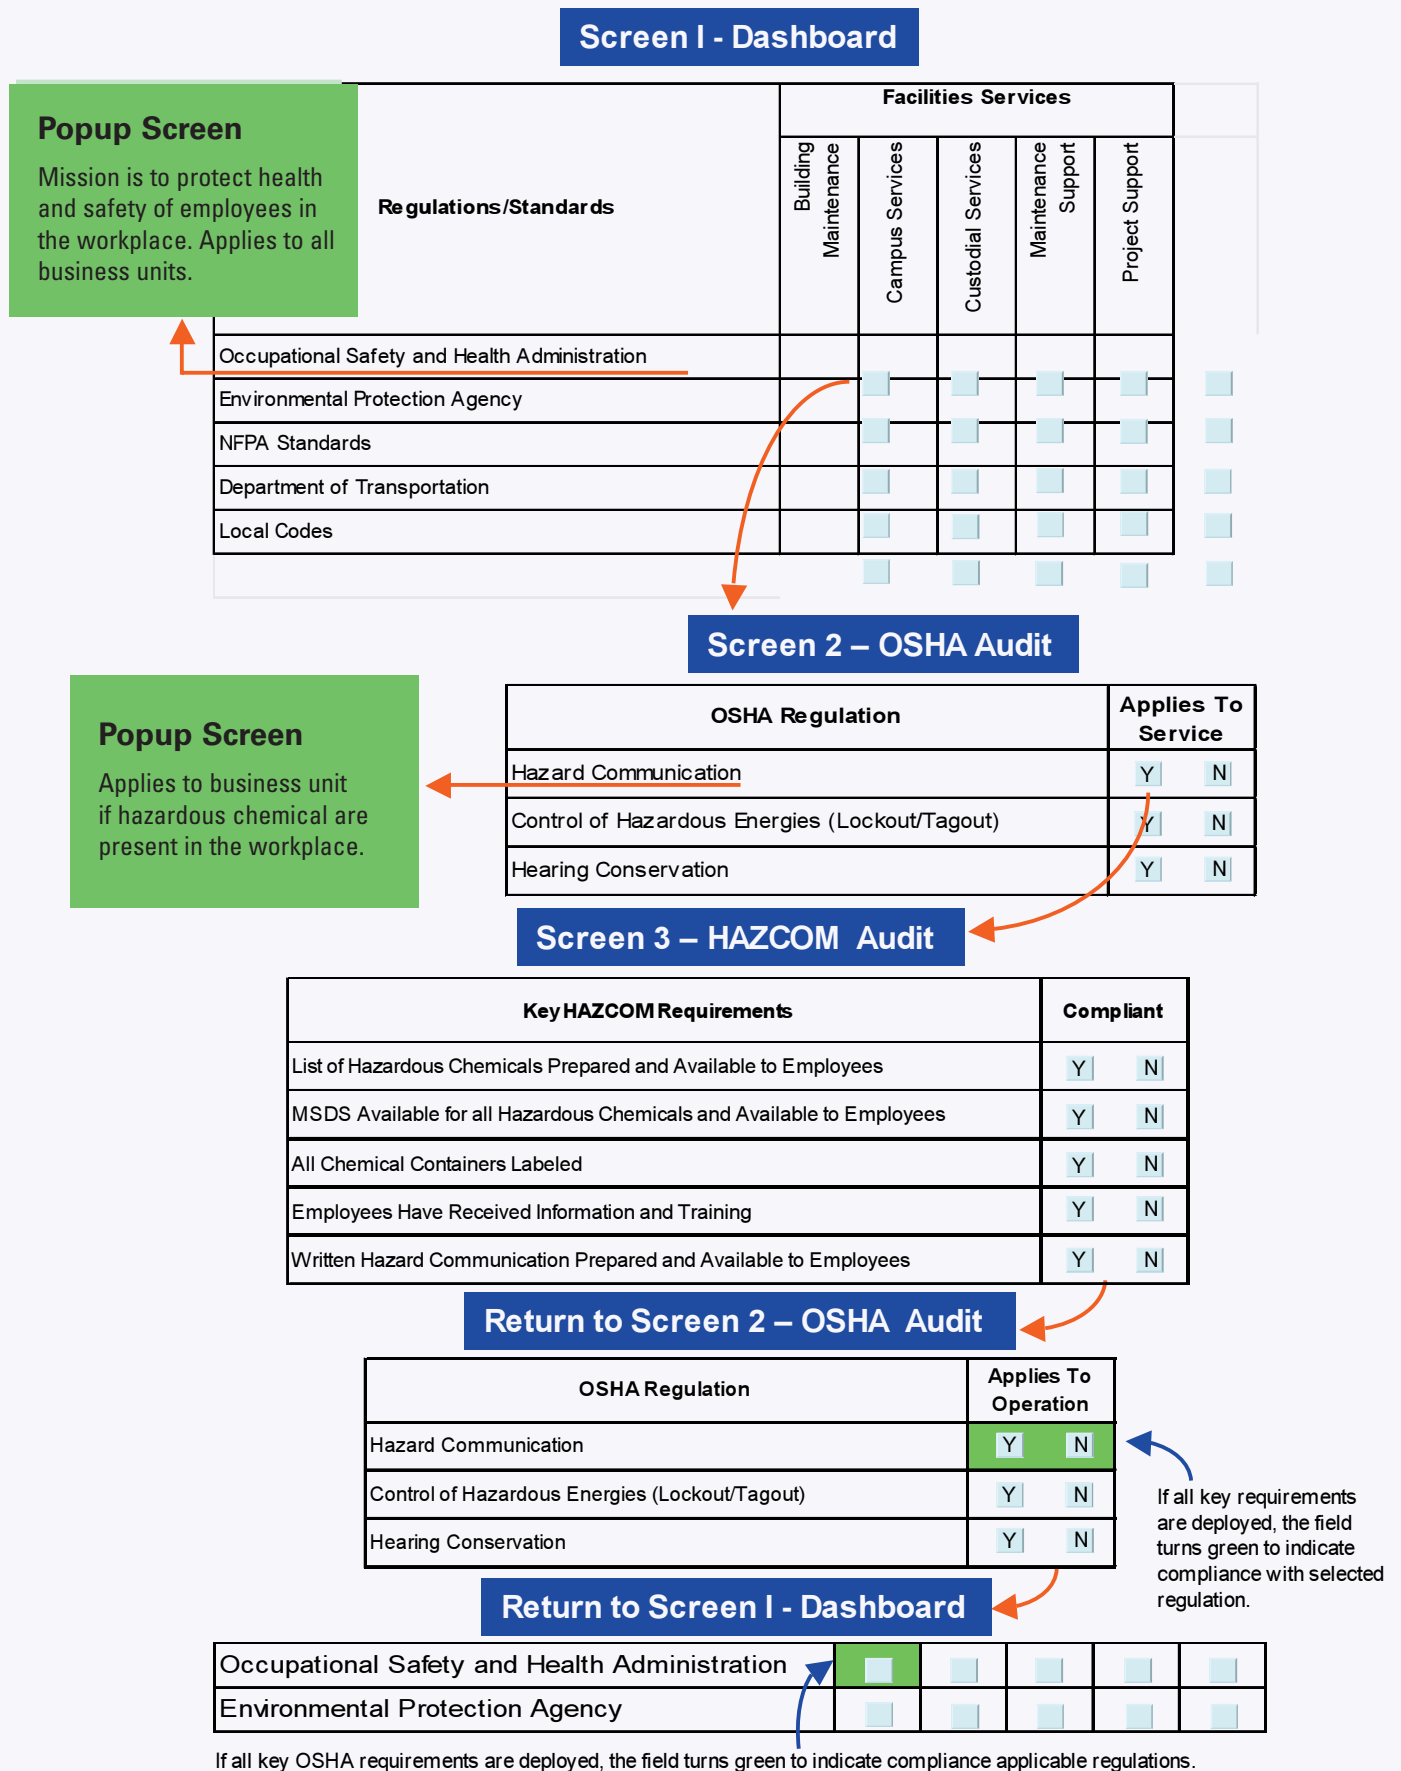 Screen I - Dashboard
Popup Screen
Mission is to protect health
and safety of employees in
the workplace. Applies to all
business units.
Regulations/Standards
Facilities Services
Building
Maintenance
Campus Services
Custodial Services
Maintenance
Support
Project Support
Occupational Safety and Health Administration
Environmental Protection Agency
NFPA Standards
Department of Transportation
Local Codes
Screen 2 – OSHA Audit
Popup Screen
Applies to business unit
if hazardous chemical are
present in the workplace.
OSHA Regulation
Applies To
Service
Hazard Communication Y N
Control of Hazardous Energies (Lockout/Tagout) Y N
Hearing Conservation Y N
Screen 3 – HAZCOM Audit
Key HAZCOM Requirements Compliant
List of Hazardous Chemicals Prepared and Available to Employees Y N
MSDS Available for all Hazardous Chemicals and Available to Employees Y N
All Chemical Containers Labeled Y N
Employees Have Received Information and Training Y N
Written Hazard Communication Prepared and Available to Employees Y N
Return to Screen 2 – OSHA Audit
OSHA Regulation
Applies To
Operation
Hazard Communication Y N
Control of Hazardous Energies (Lockout/Tagout) Y N
Hearing Conservation Y N
If all key requirements
are deployed, the field
turns green to indicate
compliance with selected
regulation.
Return to Screen I - Dashboard
Occupational Safety and Health Administration
Environmental Protection Agency
If all key OSHA requirements are deployed, the field turns green to indicate compliance applicable regulations.